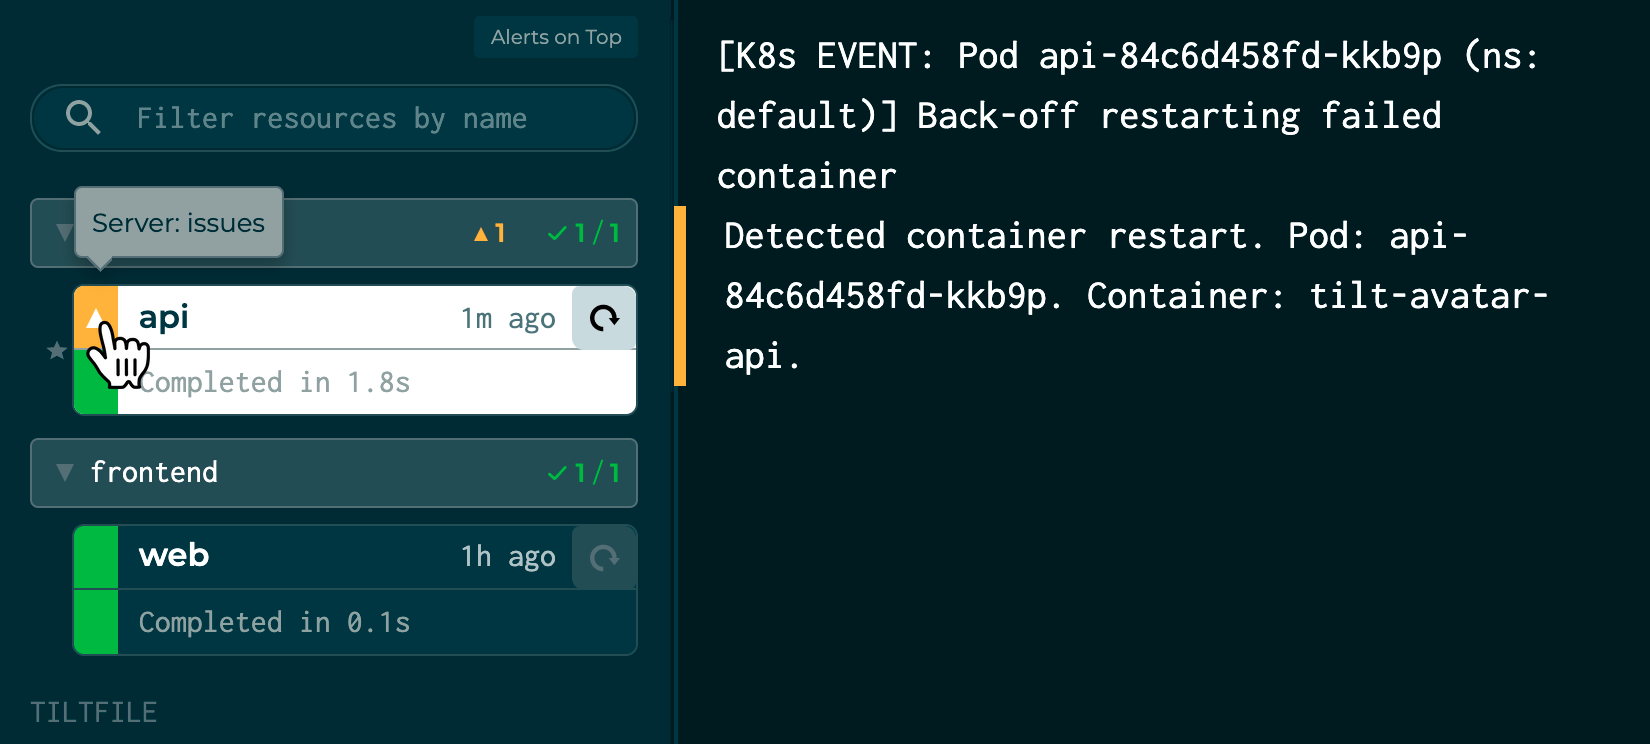 Alerts on Top
Filter resources by name
Server: issues
▲1 ✓1/1
api 1m ago
Completed in 1.8s
▼ frontend ✓1/1
web 1h ago
Completed in 0.1s
TILTFILE
[K8s EVENT: Pod api-84c6d458fd-kkb9p (ns:
default)] Back-off restarting failed
container
Detected container restart. Pod: api-
84c6d458fd-kkb9p. Container: tilt-avatar-
api.